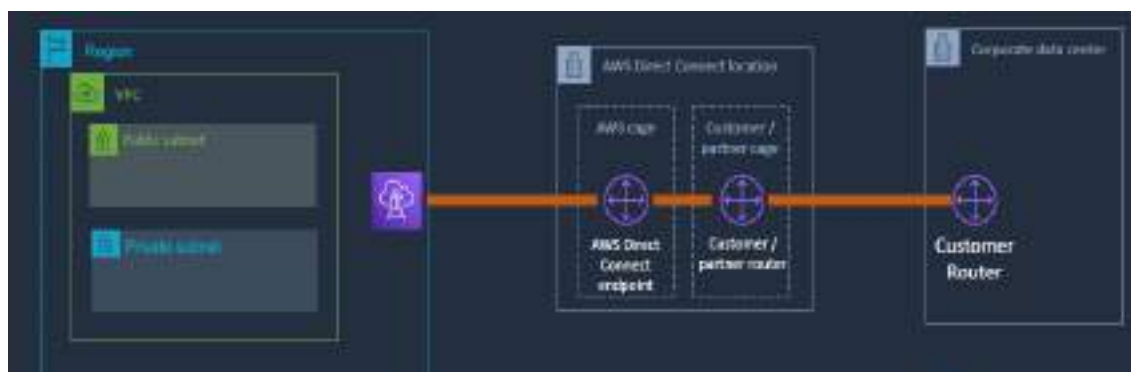 Region
VPC
Public subnet
Private subnet
AWS Direct Connect location
AWS cage
Customer /
partner cage
AWS Direct
Connect
endpoint
Customer /
partner router
Corporate data center
Customer
Router